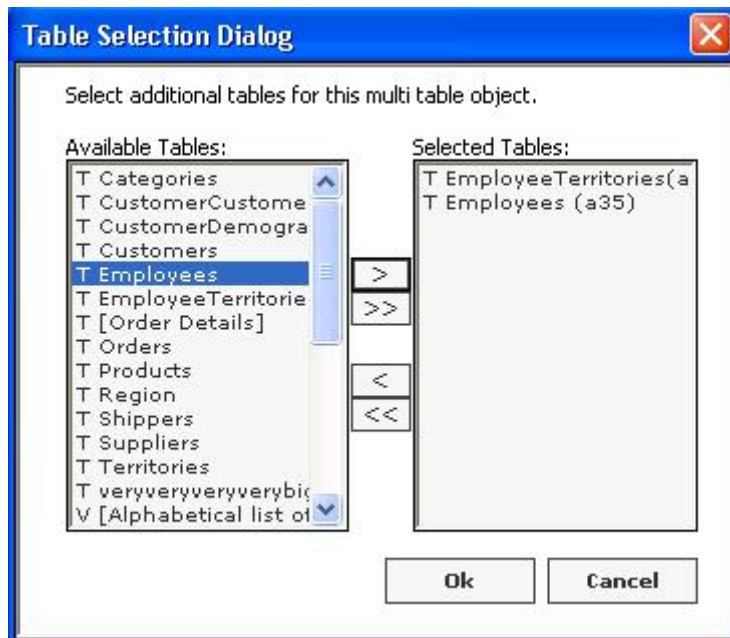 Table Selection Dialog
Select additional tables for this multi table object.
Available Tables:
T Categories
T CustomerCustome
T CustomerDemogra
T Customers
T Employees
T EmployeeTerritorie
T [Order Details]
T Orders
T Products
T Region
T Shippers
T Suppliers
T Territories
T veryveryveryverybig
V [Alphabetical list of
>
>>
<
<<
Selected Tables:
T EmployeeTerritories(a
T Employees (a35)
Ok
Cancel